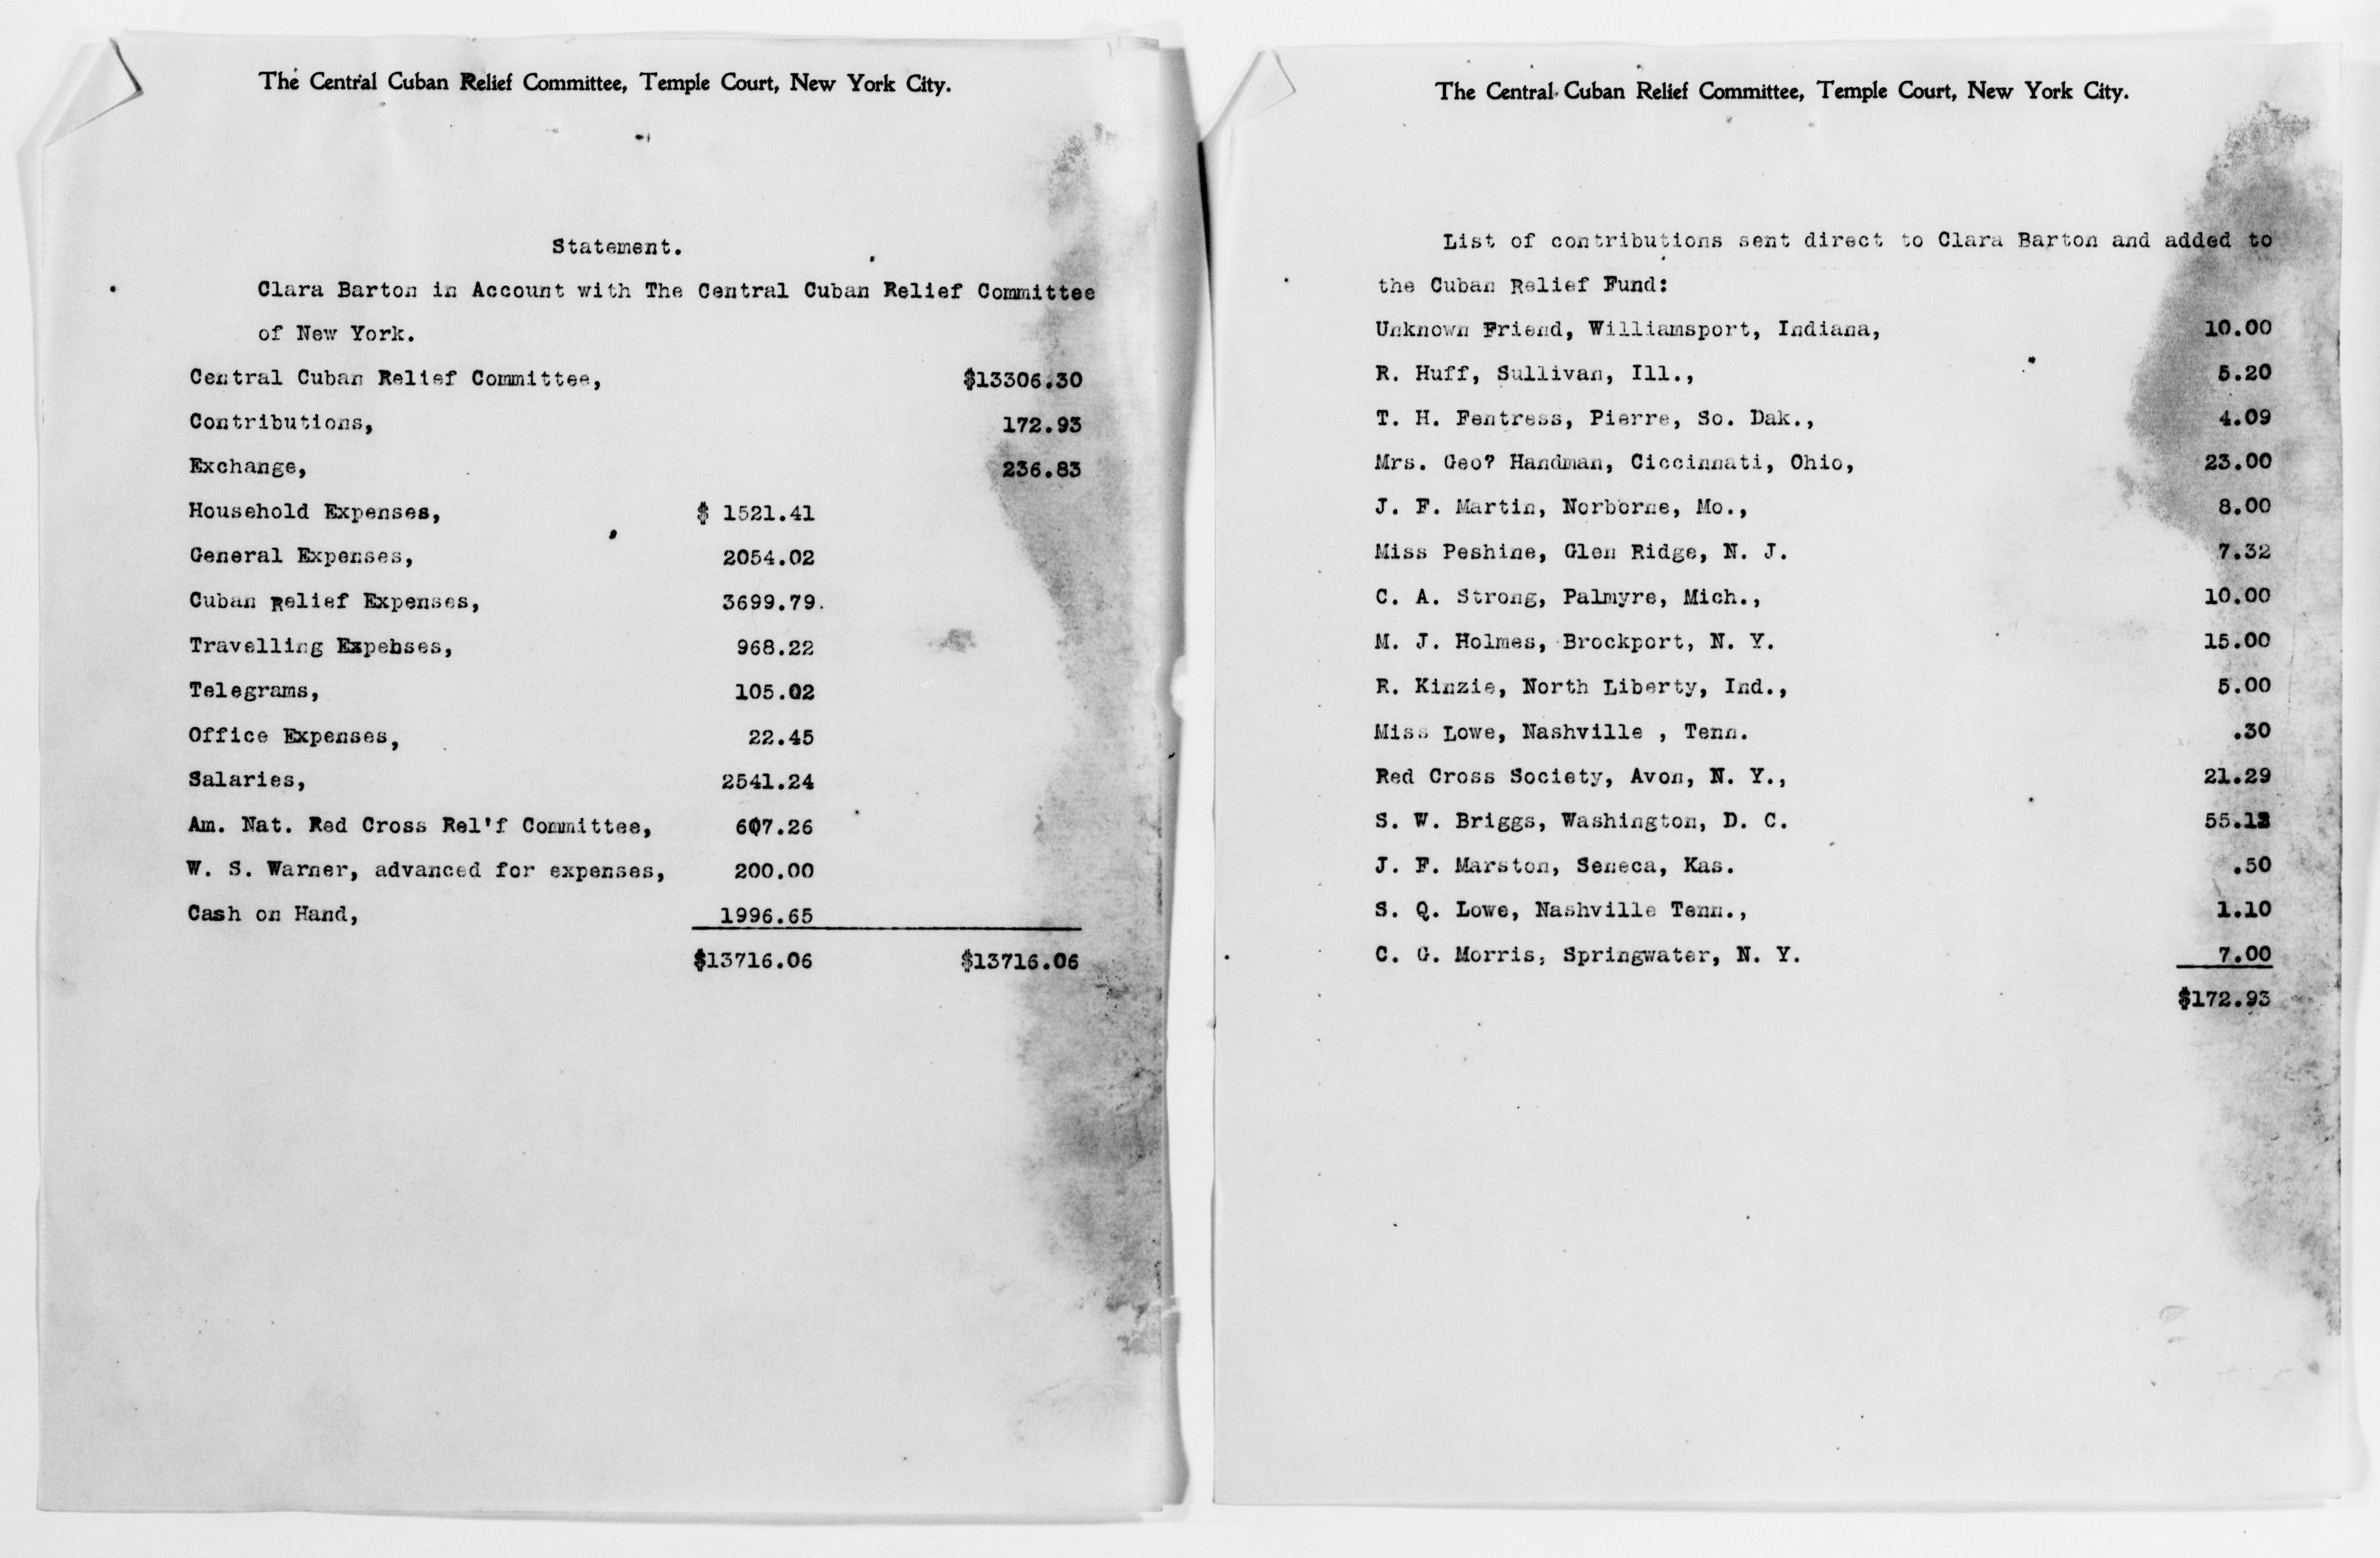 The Central Cuban Relief Committee, Temple Court, New York City.
Statement.
Clara Barton in Account with The Central Cuban Relief Committee
of New York.
Central Cuban Relief Committee, $13306.30
Contributions, 172.93
Exchange, 236.83
Household Expenses, $ 1521.41
General Expenses, 2054.02
Cuban Relief Expenses, 3699.79.
Travelling Expebses, 968.22
Telegrams, 105.02
Office Expenses, 22.45
Salaries, 2541.24
Am. Nat. Red Cross Rel'f Committee, 607.26
W. S. Warner, advanced for expenses, 200.00
Cash on Hand, 1996.65
$13716.06 $13716.06
The Central Cuban Relief Committee, Temple Court, New York City.
List of contributions sent direct to Clara Barton and added to
the Cuban Relief Fund:
Unknown Friend, Williamsport, Indiana, 10.00
R. Huff, Sullivan, Ill., 5.20
T. H. Fentress, Pierre, So. Dak., 4.09
Mrs. Geo? Handman, Ciccinnati, Ohio, 23.00
J. F. Martin, Norborne, Mo., 8.00
Miss Peshine, Glen Ridge, N. J. 7.32
C. A. Strong, Palmyre, Mich., 10.00
M. J. Holmes, Brockport, N. Y. 15.00
R. Kinzie, North Liberty, Ind., 5.00
Miss Lowe, Nashville , Tenn. .30
Red Cross Society, Avon, N. Y., 21.29
S. W. Briggs, Washington, D. C. 55.13
J. F. Marston, Seneca, Kas. .50
S. Q. Lowe, Nashville Tenn., 1.10
C. G. Morris, Springwater, N. Y. 7.00
$172.93